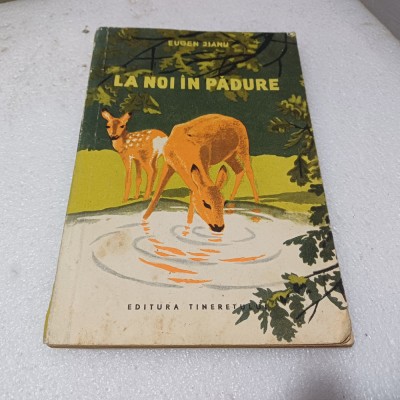 EUGEN JIANU
LA NOI ÎN PĂDURE
EDITURA TINERETULUI